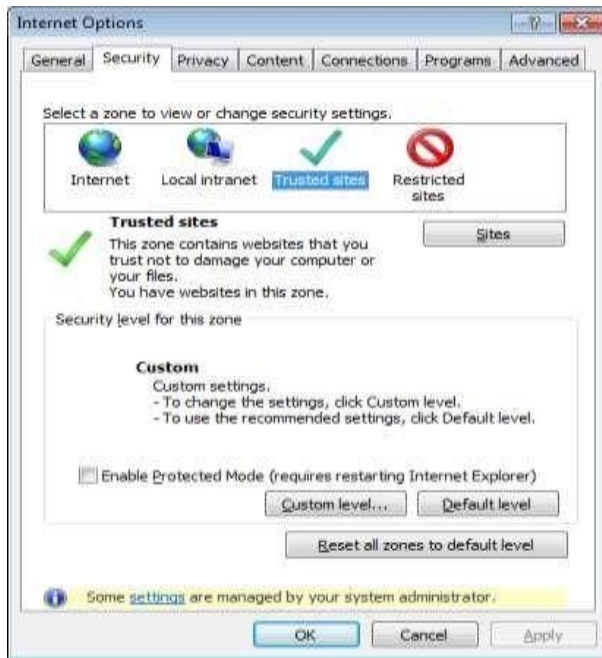 Internet Options
General Security Privacy Content Connections Programs Advanced
Select a zone to view or change security settings.
Internet Local intranet Trusted sites Restricted sites
Trusted sites
Sites
This zone contains websites that you
trust not to damage your computer or
your files.
You have websites in this zone.
Security level for this zone
Custom
Custom settings.
- To change the settings, click Custom level.
- To use the recommended settings, click Default level.
Enable Protected Mode (requires restarting Internet Explorer)
Custom level... Default level
Reset all zones to default level
Some settings are managed by your system administrator.
OK Cancel Apply